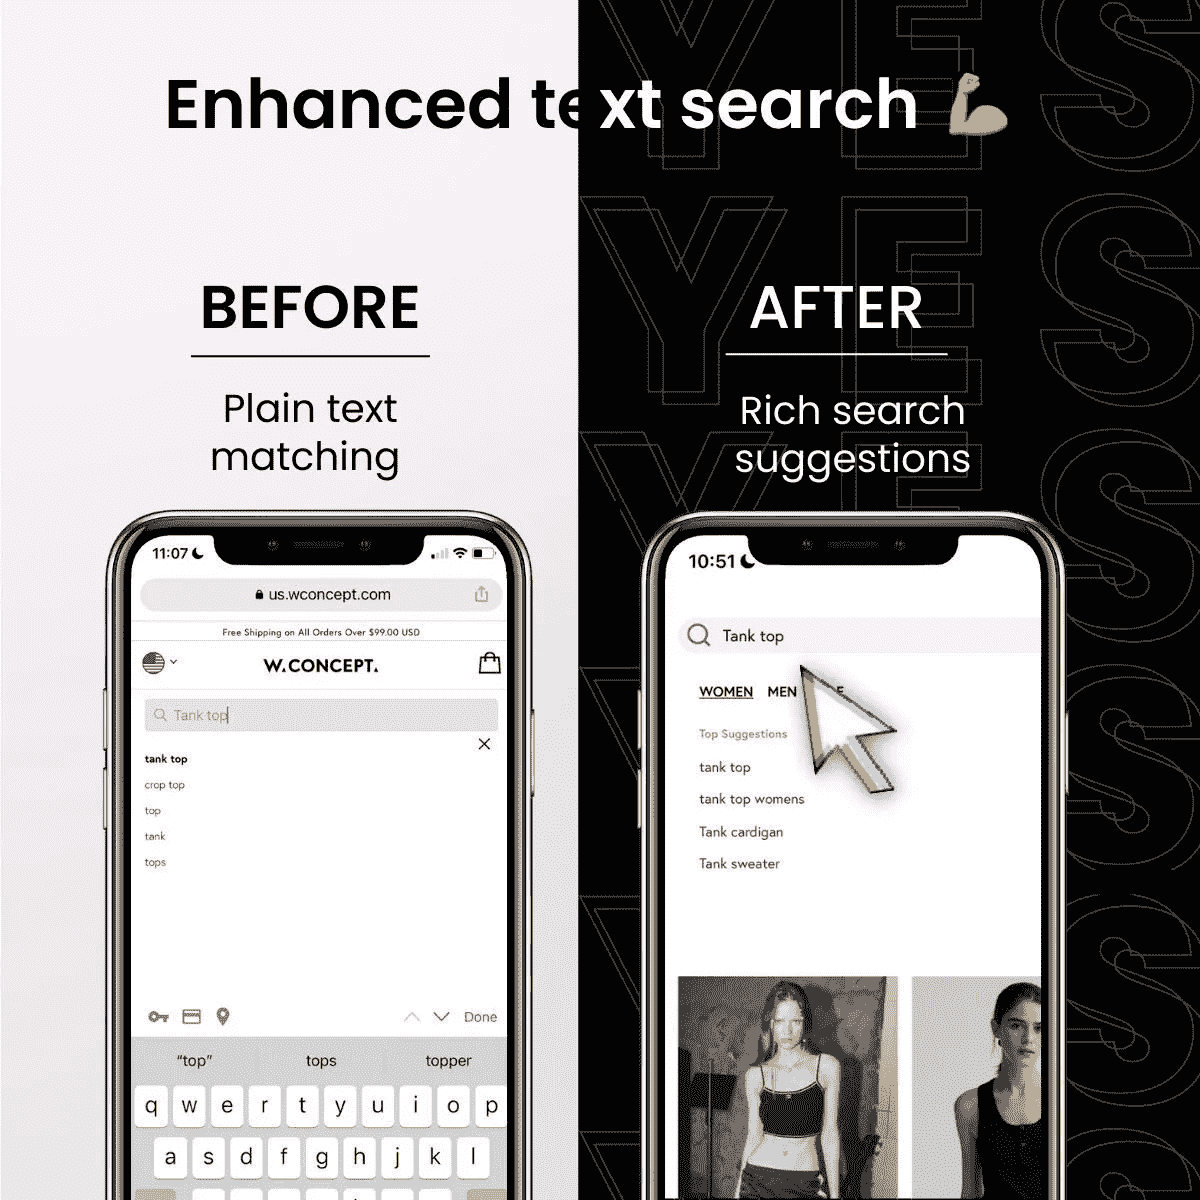 Enhanced text search 💪
BEFORE
Plain text
matching
11:07
us.wconcept.com
Free Shipping on All Orders Over $99.00 USD
W.CONCEPT.
Tank top
tank top
crop top
top
tank
tops
Done
“top” tops topper
q w e r t y u i o p
a s d f g h j k l
YES
AFTER
Rich search
suggestions
10:51
Tank top
WOMEN MEN
Top Suggestions
tank top
tank top womens
Tank cardigan
Tank sweater
YES
YES
YES
YES